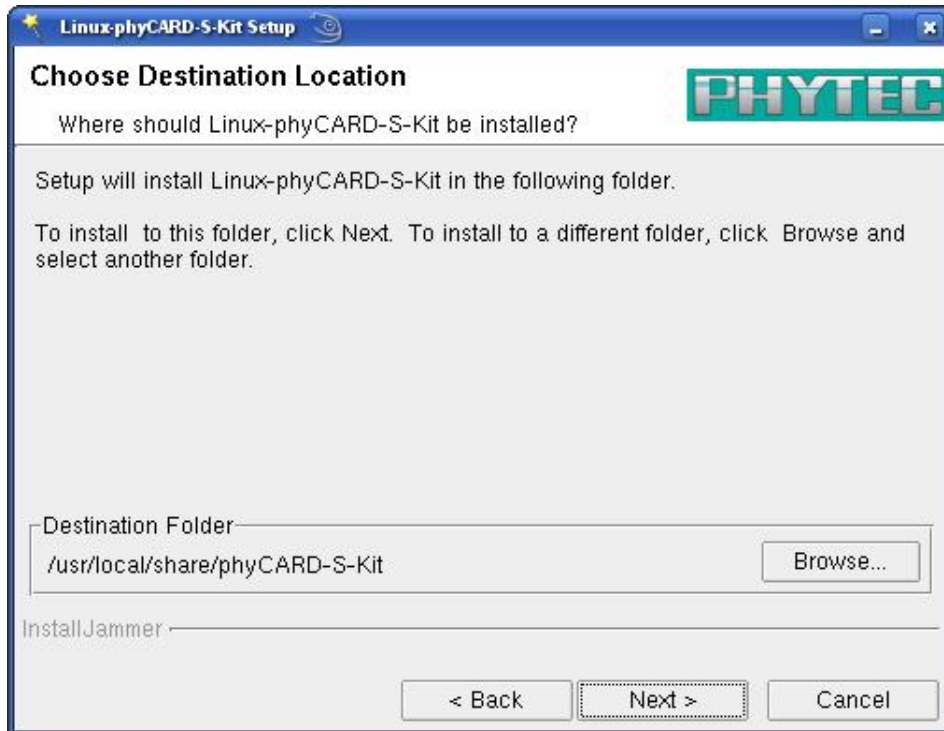 Linux-phyCARD-S-Kit Setup
Choose Destination Location
PHYTEC
Where should Linux-phyCARD-S-Kit be installed?
Setup will install Linux-phyCARD-S-Kit in the following folder.
To install to this folder, click Next. To install to a different folder, click Browse and
select another folder.
Destination Folder
/usr/local/share/phyCARD-S-Kit
Browse...
InstallJammer
< Back
Next >
Cancel